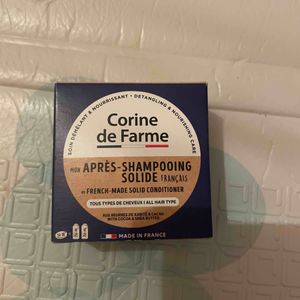 SOIN DÉMÊLANT & NOURRISSANT • DETANGLING & NOURISHING CARE
Corine
de Farme
MON APRÈS-SHAMPOOING
SOLIDE FRANÇAIS
MY FRENCH-MADE SOLID CONDITIONER
TOUS TYPES DE CHEVEUX I ALL HAIR TYPE
AUX BEURRES DE KARITÉ & CACAO
WITH COCOA & SHEA BUTTER
MADE IN FRANCE